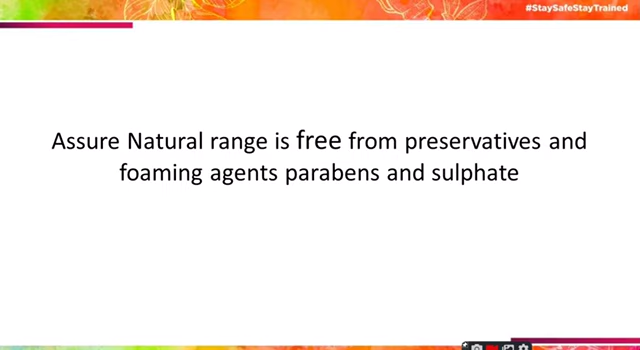 #StaySafeStayTrained
Assure Natural range is free from preservatives and
foaming agents parabens and sulphate